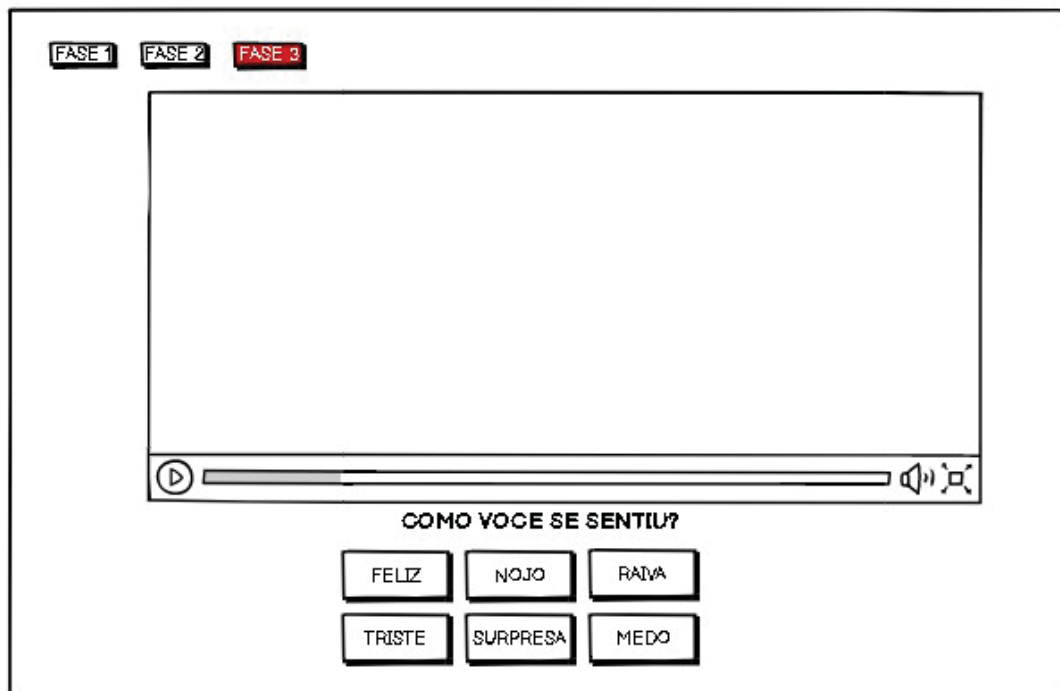 FASE 1 FASE 2 FASE 3
COMO VOCE SE SENTIU?
FELIZ NOJO RAIVA
TRISTE SURPRESA MEDO